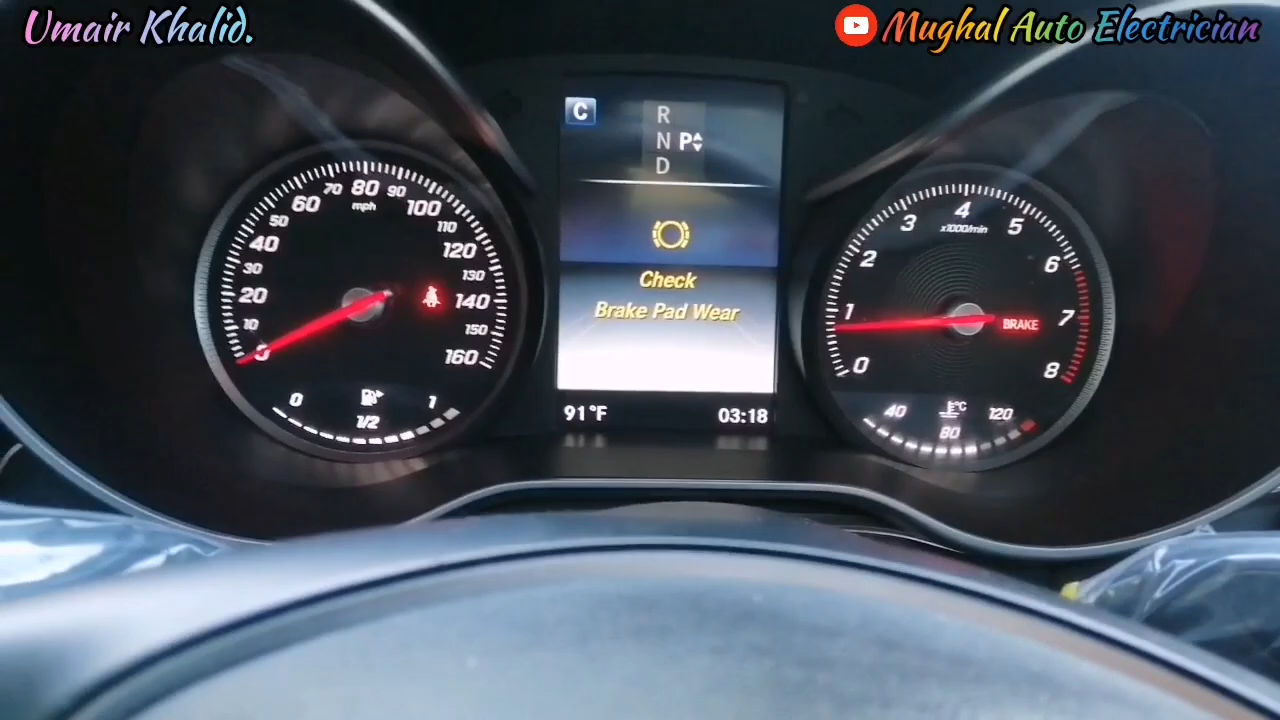 Umair Khalid.
Mughal Auto Electrician
C
R
N P
D
Check
Brake Pad Wear
91°F
03:18
0
10
20
30
40
50
60
70
80
90
100
110
120
130
140
150
160
mph
0
1/2
1
0
1
2
3
4
5
6
7
8
x1000/min
BRAKE
40
80
120
°C